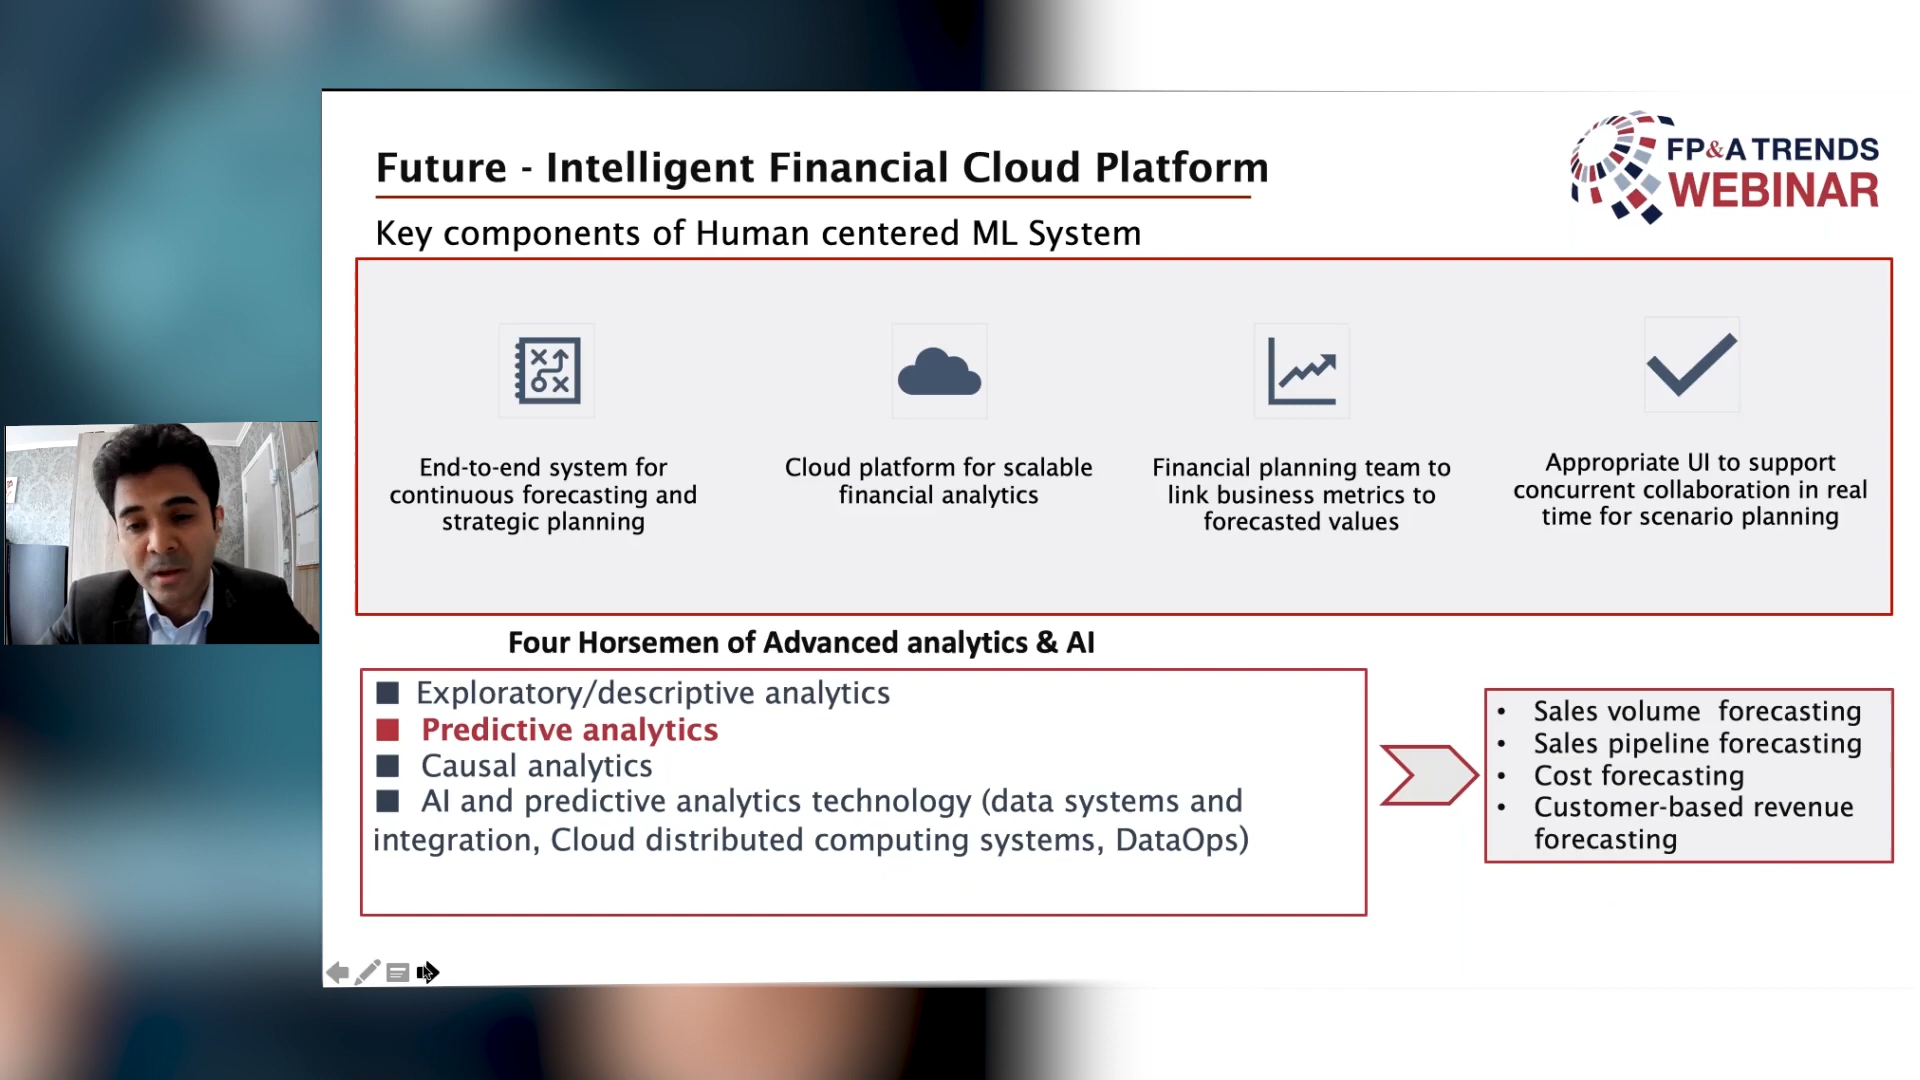 Future - Intelligent Financial Cloud Platform
FP&A TRENDS
WEBINAR
Key components of Human centered ML System
End-to-end system for
continuous forecasting and
strategic planning
Cloud platform for scalable
financial analytics
Financial planning team to
link business metrics to
forecasted values
Appropriate UI to support
concurrent collaboration in real
time for scenario planning
Four Horsemen of Advanced analytics & AI
■ Exploratory/descriptive analytics
■ Predictive analytics
■ Causal analytics
■ AI and predictive analytics technology (data systems and
integration, Cloud distributed computing systems, DataOps)
• Sales volume forecasting
• Sales pipeline forecasting
• Cost forecasting
• Customer-based revenue
forecasting